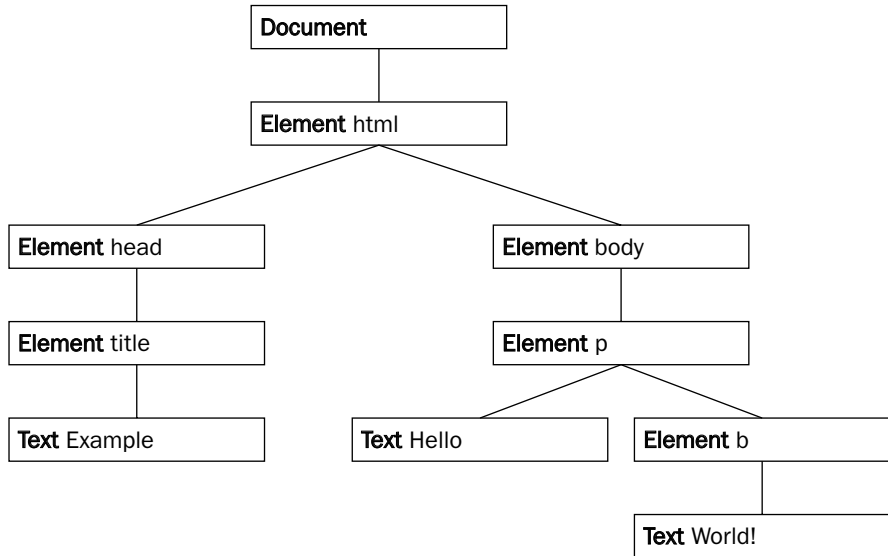 Document
Element html
Element head
Element body
Element title
Element p
Text Example
Text Hello
Element b
Text World!